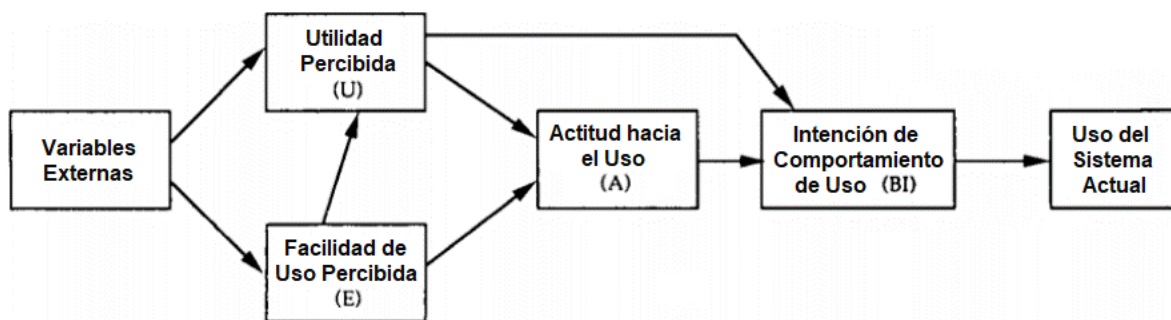 Utilidad
Percibida
(U)
Variables
Externas
Facilidad de
Uso Percibida
(E)
Actitud hacia
el Uso
(A)
Intención de
Comportamiento
de Uso (BI)
Uso del
Sistema
Actual